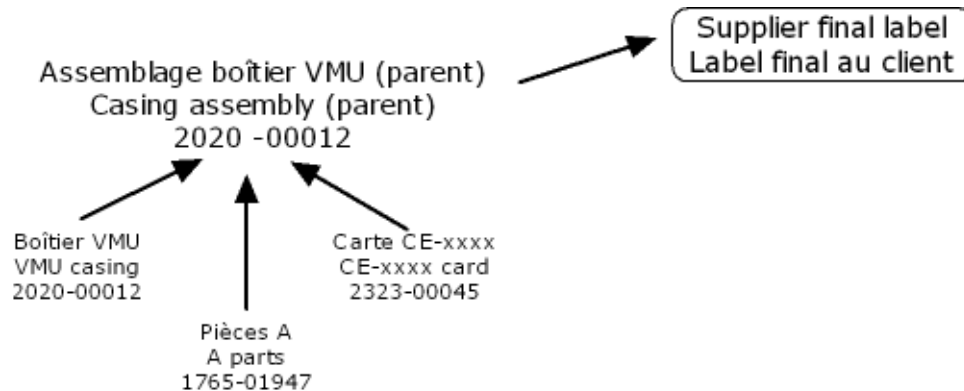 Supplier final label
Label final au client
Assemblage boîtier VMU (parent)
Casing assembly (parent)
2020 -00012
Boîtier VMU
VMU casing
2020-00012
Carte CE-xxxx
CE-xxxx card
2323-00045
Pièces A
A parts
1765-01947